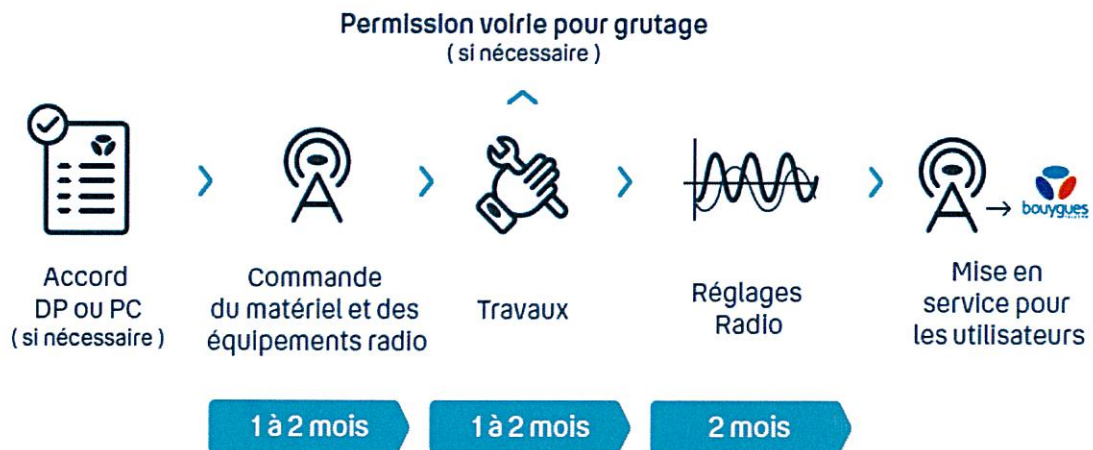 Permission voirie pour grutage
( si nécessaire )
Accord
DP ou PC
( si nécessaire )
Commande
du matériel et des
équipements radio
Travaux
Réglages
Radio
bouygues
Mise en
service pour
les utilisateurs
1 à 2 mois
1 à 2 mois
2 mois